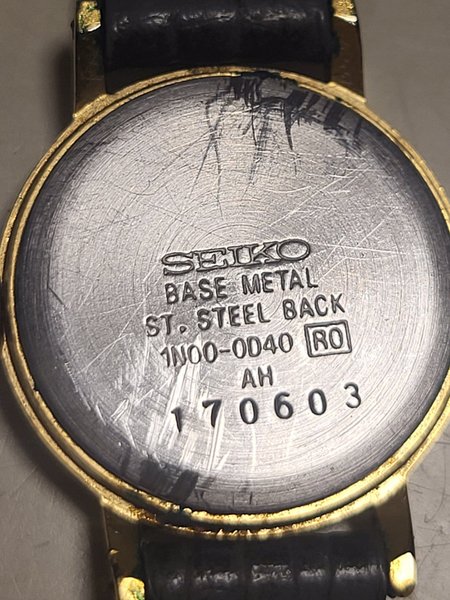 SEIKO
BASE METAL
ST. STEEL BACK
1N00-0D40 R0
AH
170603